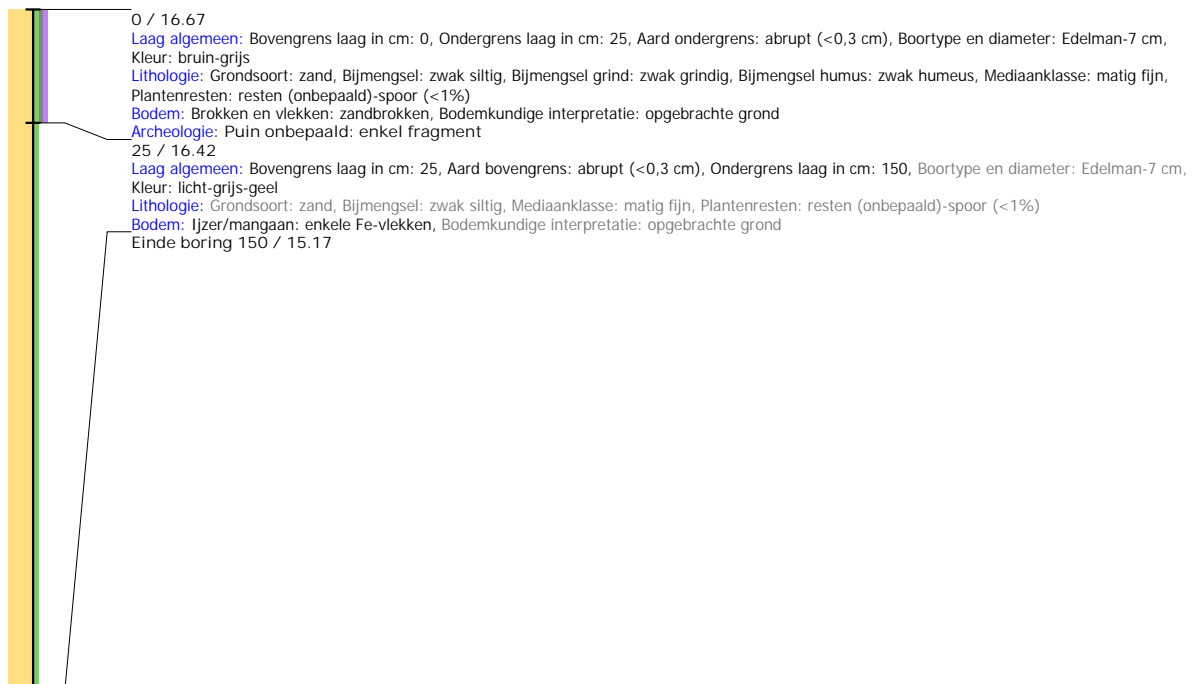 0 / 16.67
Laag algemeen: Bovengrens laag in cm: 0, Ondergrens laag in cm: 25, Aard ondergrens: abrupt (<0,3 cm), Boortype en diameter: Edelman-7 cm,
Kleur: bruin-grijs
Lithologie: Grondsoort: zand, Bijmengsel: zwak siltig, Bijmengsel grind: zwak grindig, Bijmengsel humus: zwak humeus, Mediaanklasse: matig fijn,
Plantenresten: resten (onbepaald)-spoor (<1%)
Bodem: Brokken en vlekken: zandbrokken, Bodemkundige interpretatie: opgebrachte grond
Archeologie: Puin onbepaald: enkel fragment
25 / 16.42
Laag algemeen: Bovengrens laag in cm: 25, Aard bovengrens: abrupt (<0,3 cm), Ondergrens laag in cm: 150, Boortype en diameter: Edelman-7 cm,
Kleur: licht-grijs-geel
Lithologie: Grondsoort: zand, Bijmengsel: zwak siltig, Mediaanklasse: matig fijn, Plantenresten: resten (onbepaald)-spoor (<1%)
Bodem: Ijzer/mangaan: enkele Fe-vlekken, Bodemkundige interpretatie: opgebrachte grond
Einde boring 150 / 15.17